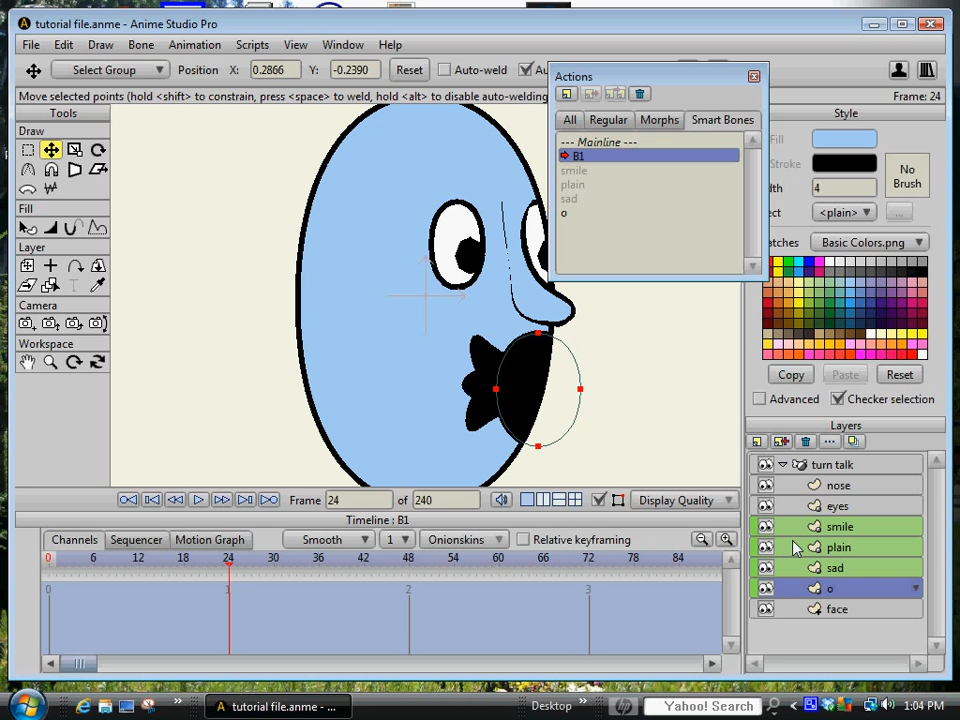 tutorial file.anme - Anime Studio Pro
File Edit Draw Bone Animation Scripts View Window Help
Select Group Position X: 0.2866 Y: -0.2390 Reset Auto-weld
Move selected points (hold <shift> to constrain, press <space> to weld, hold <alt> to disable auto-welding
Frame: 24
Tools
Draw
Fill
Layer
Camera
Workspace
Actions
All Regular Morphs Smart Bones
--- Mainline ---
B1
smile
plain
sad
o
Style
Fill
Stroke
No
Brush
4
<plain>
...
Basic Colors.png
Copy Paste Reset
Advanced Checker selection
Layers
turn talk
nose
eyes
smile
plain
sad
o
face
Frame 24 of 240 Display Quality
Timeline: B1
Channels Sequencer Motion Graph Smooth 1 Onionskins Relative keyframing
0 6 12 18 24 30 36 42 48 54 60 66 72 78 84
0 1 2 3
tutorial file.anme - ...
Desktop
Yahoo! Search
1:04 PM